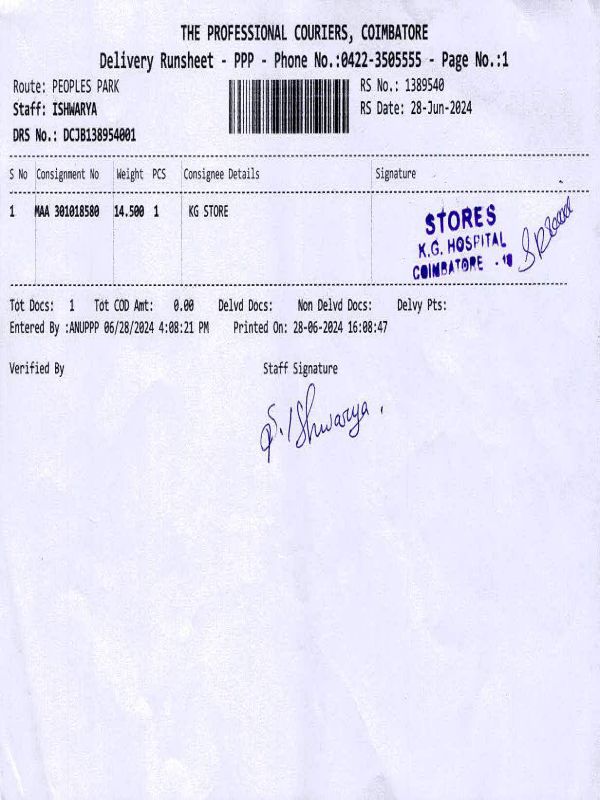 THE PROFESSIONAL COURIERS, COIMBATORE
Delivery Runsheet - PPP - Phone No.:0422-3505555 - Page No.:1
Route: PEOPLES PARK RS No.: 1389540
Staff: ISHWARYA RS Date: 28-Jun-2024
DRS No.: DCJB138954001
S No Consignment No Weight PCS Consignee Details Signature
1 MAA 301018580 14.500 1 KG STORE
STORES
K.G. HOSPITAL
COIMBATORE - 18
Tot Docs: 1 Tot COD Amt: 0.00 Delvd Docs: Non Delvd Docs: Delvy Pts:
Entered By :ANUPPP 06/28/2024 4:08:21 PM Printed On: 28-06-2024 16:08:47
Verified By Staff Signature
S. Ishwarya.